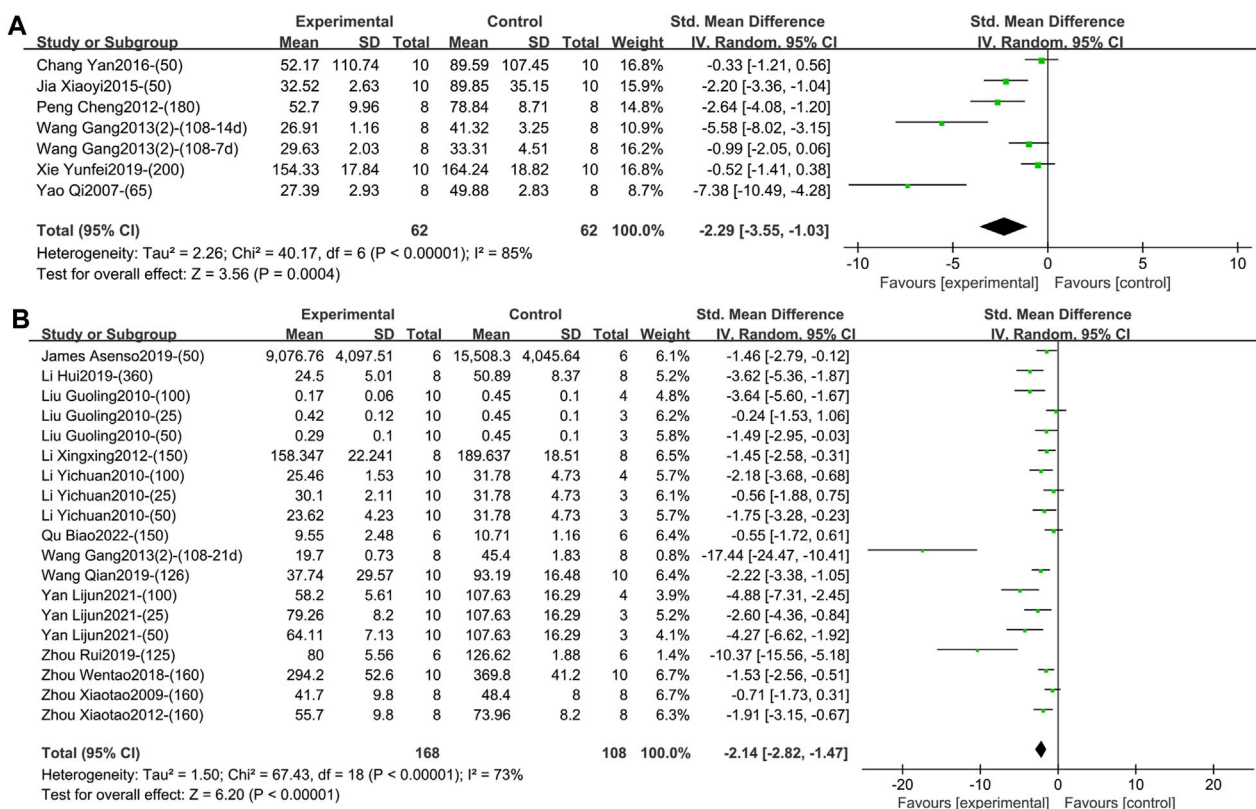 A
Experimental Control Std. Mean Difference Std. Mean Difference
Study or Subgroup Mean SD Total Mean SD Total Weight IV, Random, 95% CI IV, Random, 95% CI
Chang Yan2016-(50) 52.17 110.74 10 89.59 107.45 10 16.8% -0.33 [-1.21, 0.56]
Jia Xiaoyi2015-(50) 32.52 2.63 10 89.85 35.15 10 15.9% -2.20 [-3.36, -1.04]
Peng Cheng2012-(180) 52.7 9.96 8 78.84 8.71 8 14.8% -2.64 [-4.08, -1.20]
Wang Gang2013(2)-(108-14d) 26.91 1.16 8 41.32 3.25 8 10.9% -5.58 [-8.02, -3.15]
Wang Gang2013(2)-(108-7d) 29.63 2.03 8 33.31 4.51 8 16.2% -0.99 [-2.05, 0.06]
Xie Yunfei2019-(200) 154.33 17.84 10 164.24 18.82 10 16.8% -0.52 [-1.41, 0.38]
Yao Qi2007-(65) 27.39 2.93 8 49.88 2.83 8 8.7% -7.38 [-10.49, -4.28]
Total (95% CI) 62 62 100.0% -2.29 [-3.55, -1.03]
Heterogeneity: Tau² = 2.26; Chi² = 40.17, df = 6 (P < 0.00001); I² = 85%
Test for overall effect: Z = 3.56 (P = 0.0004)
-10 -5 0 5 10
Favours [experimental] Favours [control]
B
Experimental Control Std. Mean Difference Std. Mean Difference
Study or Subgroup Mean SD Total Mean SD Total Weight IV, Random, 95% CI IV, Random, 95% CI
James Asenso2019-(50) 9,076.76 4,097.51 6 15,508.3 4,045.64 6 6.1% -1.46 [-2.79, -0.12]
Li Hui2019-(360) 24.5 5.01 8 50.89 8.37 8 5.2% -3.62 [-5.36, -1.87]
Liu Guoling2010-(100) 0.17 0.06 10 0.45 0.1 4 4.8% -3.64 [-5.60, -1.67]
Liu Guoling2010-(25) 0.42 0.12 10 0.45 0.1 3 6.2% -0.24 [-1.53, 1.06]
Liu Guoling2010-(50) 0.29 0.1 10 0.45 0.1 3 5.8% -1.49 [-2.95, -0.03]
Li Xingxing2012-(150) 158.347 22.241 8 189.637 18.51 8 6.5% -1.45 [-2.58, -0.31]
Li Yichuan2010-(100) 25.46 1.53 10 31.78 4.73 4 5.7% -2.18 [-3.68, -0.68]
Li Yichuan2010-(25) 30.1 2.11 10 31.78 4.73 3 6.1% -0.56 [-1.88, 0.75]
Li Yichuan2010-(50) 23.62 4.23 10 31.78 4.73 3 5.6% -1.75 [-3.28, -0.23]
Qu Biao2022-(150) 9.55 2.48 6 10.71 1.16 6 6.4% -0.55 [-1.72, 0.61]
Wang Gang2013(2)-(108-21d) 19.7 0.73 8 45.4 1.83 8 0.8% -17.44 [-24.47, -10.41]
Wang Qian2019-(126) 37.74 29.57 10 93.19 16.48 10 6.4% -2.22 [-3.38, -1.05]
Yan Lijun2021-(100) 58.2 5.61 10 107.63 16.29 4 3.9% -4.88 [-7.31, -2.45]
Yan Lijun2021-(25) 79.26 8.2 10 107.63 16.29 3 5.2% -2.60 [-4.36, -0.84]
Yan Lijun2021-(50) 64.11 7.13 10 107.63 16.29 3 4.1% -4.27 [-6.62, -1.92]
Zhou Rui2019-(125) 80 5.56 6 126.62 1.88 6 1.4% -10.37 [-15.56, -5.18]
Zhou Wentao2018-(160) 294.2 52.6 10 369.8 41.2 10 6.7% -1.53 [-2.56, -0.51]
Zhou Xiaotao2009-(160) 41.7 9.8 8 48.4 8 8 6.7% -0.71 [-1.73, 0.31]
Zhou Xiaotao2012-(160) 55.7 9.8 8 73.96 8.2 8 6.3% -1.91 [-3.15, -0.67]
Total (95% CI) 168 108 100.0% -2.14 [-2.82, -1.47]
Heterogeneity: Tau² = 1.50; Chi² = 67.43, df = 18 (P < 0.00001); I² = 73%
Test for overall effect: Z = 6.20 (P < 0.00001)
-20 -10 0 10 20
Favours [experimental] Favours [control]